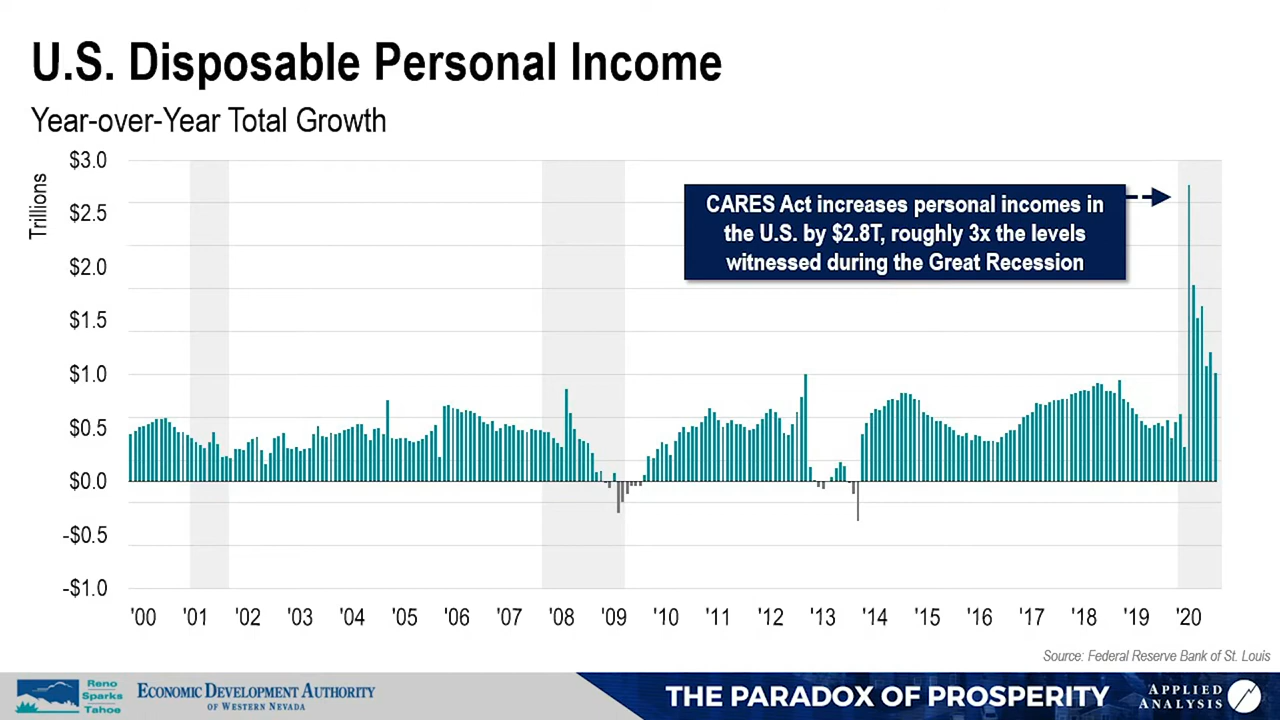 U.S. Disposable Personal Income
Year-over-Year Total Growth
Trillions
$3.0
$2.5
$2.0
$1.5
$1.0
$0.5
$0.0
-$0.5
-$1.0
CARES Act increases personal incomes in
the U.S. by $2.8T, roughly 3x the levels
witnessed during the Great Recession
'00 '01 '02 '03 '04 '05 '06 '07 '08 '09 '10 '11 '12 '13 '14 '15 '16 '17 '18 '19 '20
Source: Federal Reserve Bank of St. Louis
Reno
Sparks
Tahoe
ECONOMIC DEVELOPMENT AUTHORITY
OF WESTERN NEVADA
THE PARADOX OF PROSPERITY
APPLIED
ANALYSIS